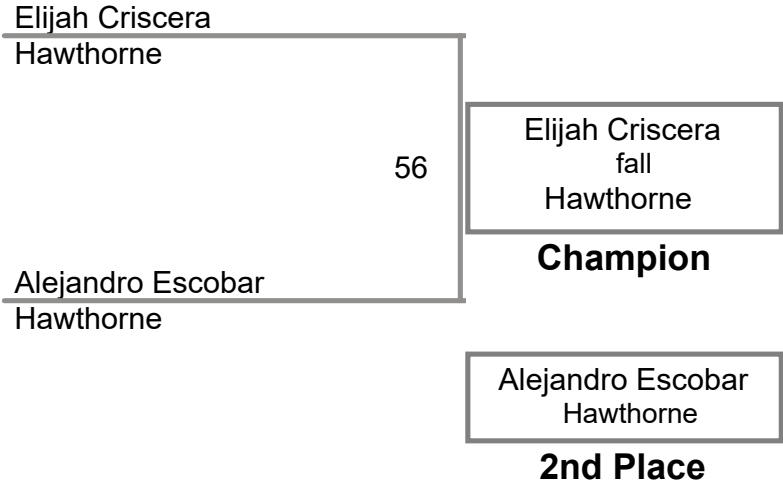 Elijah Criscera
Hawthorne
56
Elijah Criscera
fall
Hawthorne
Champion
Alejandro Escobar
Hawthorne
Alejandro Escobar
Hawthorne
2nd Place